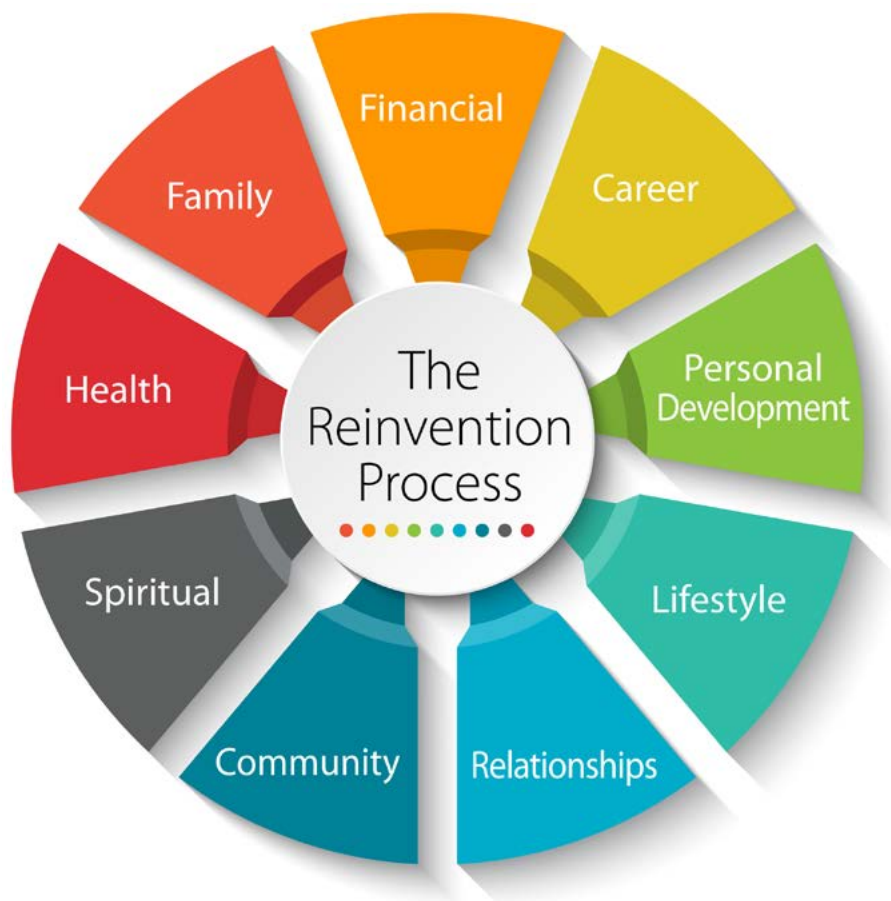 The
Reinvention
Process
Financial
Career
Personal
Development
Lifestyle
Relationships
Community
Spiritual
Health
Family